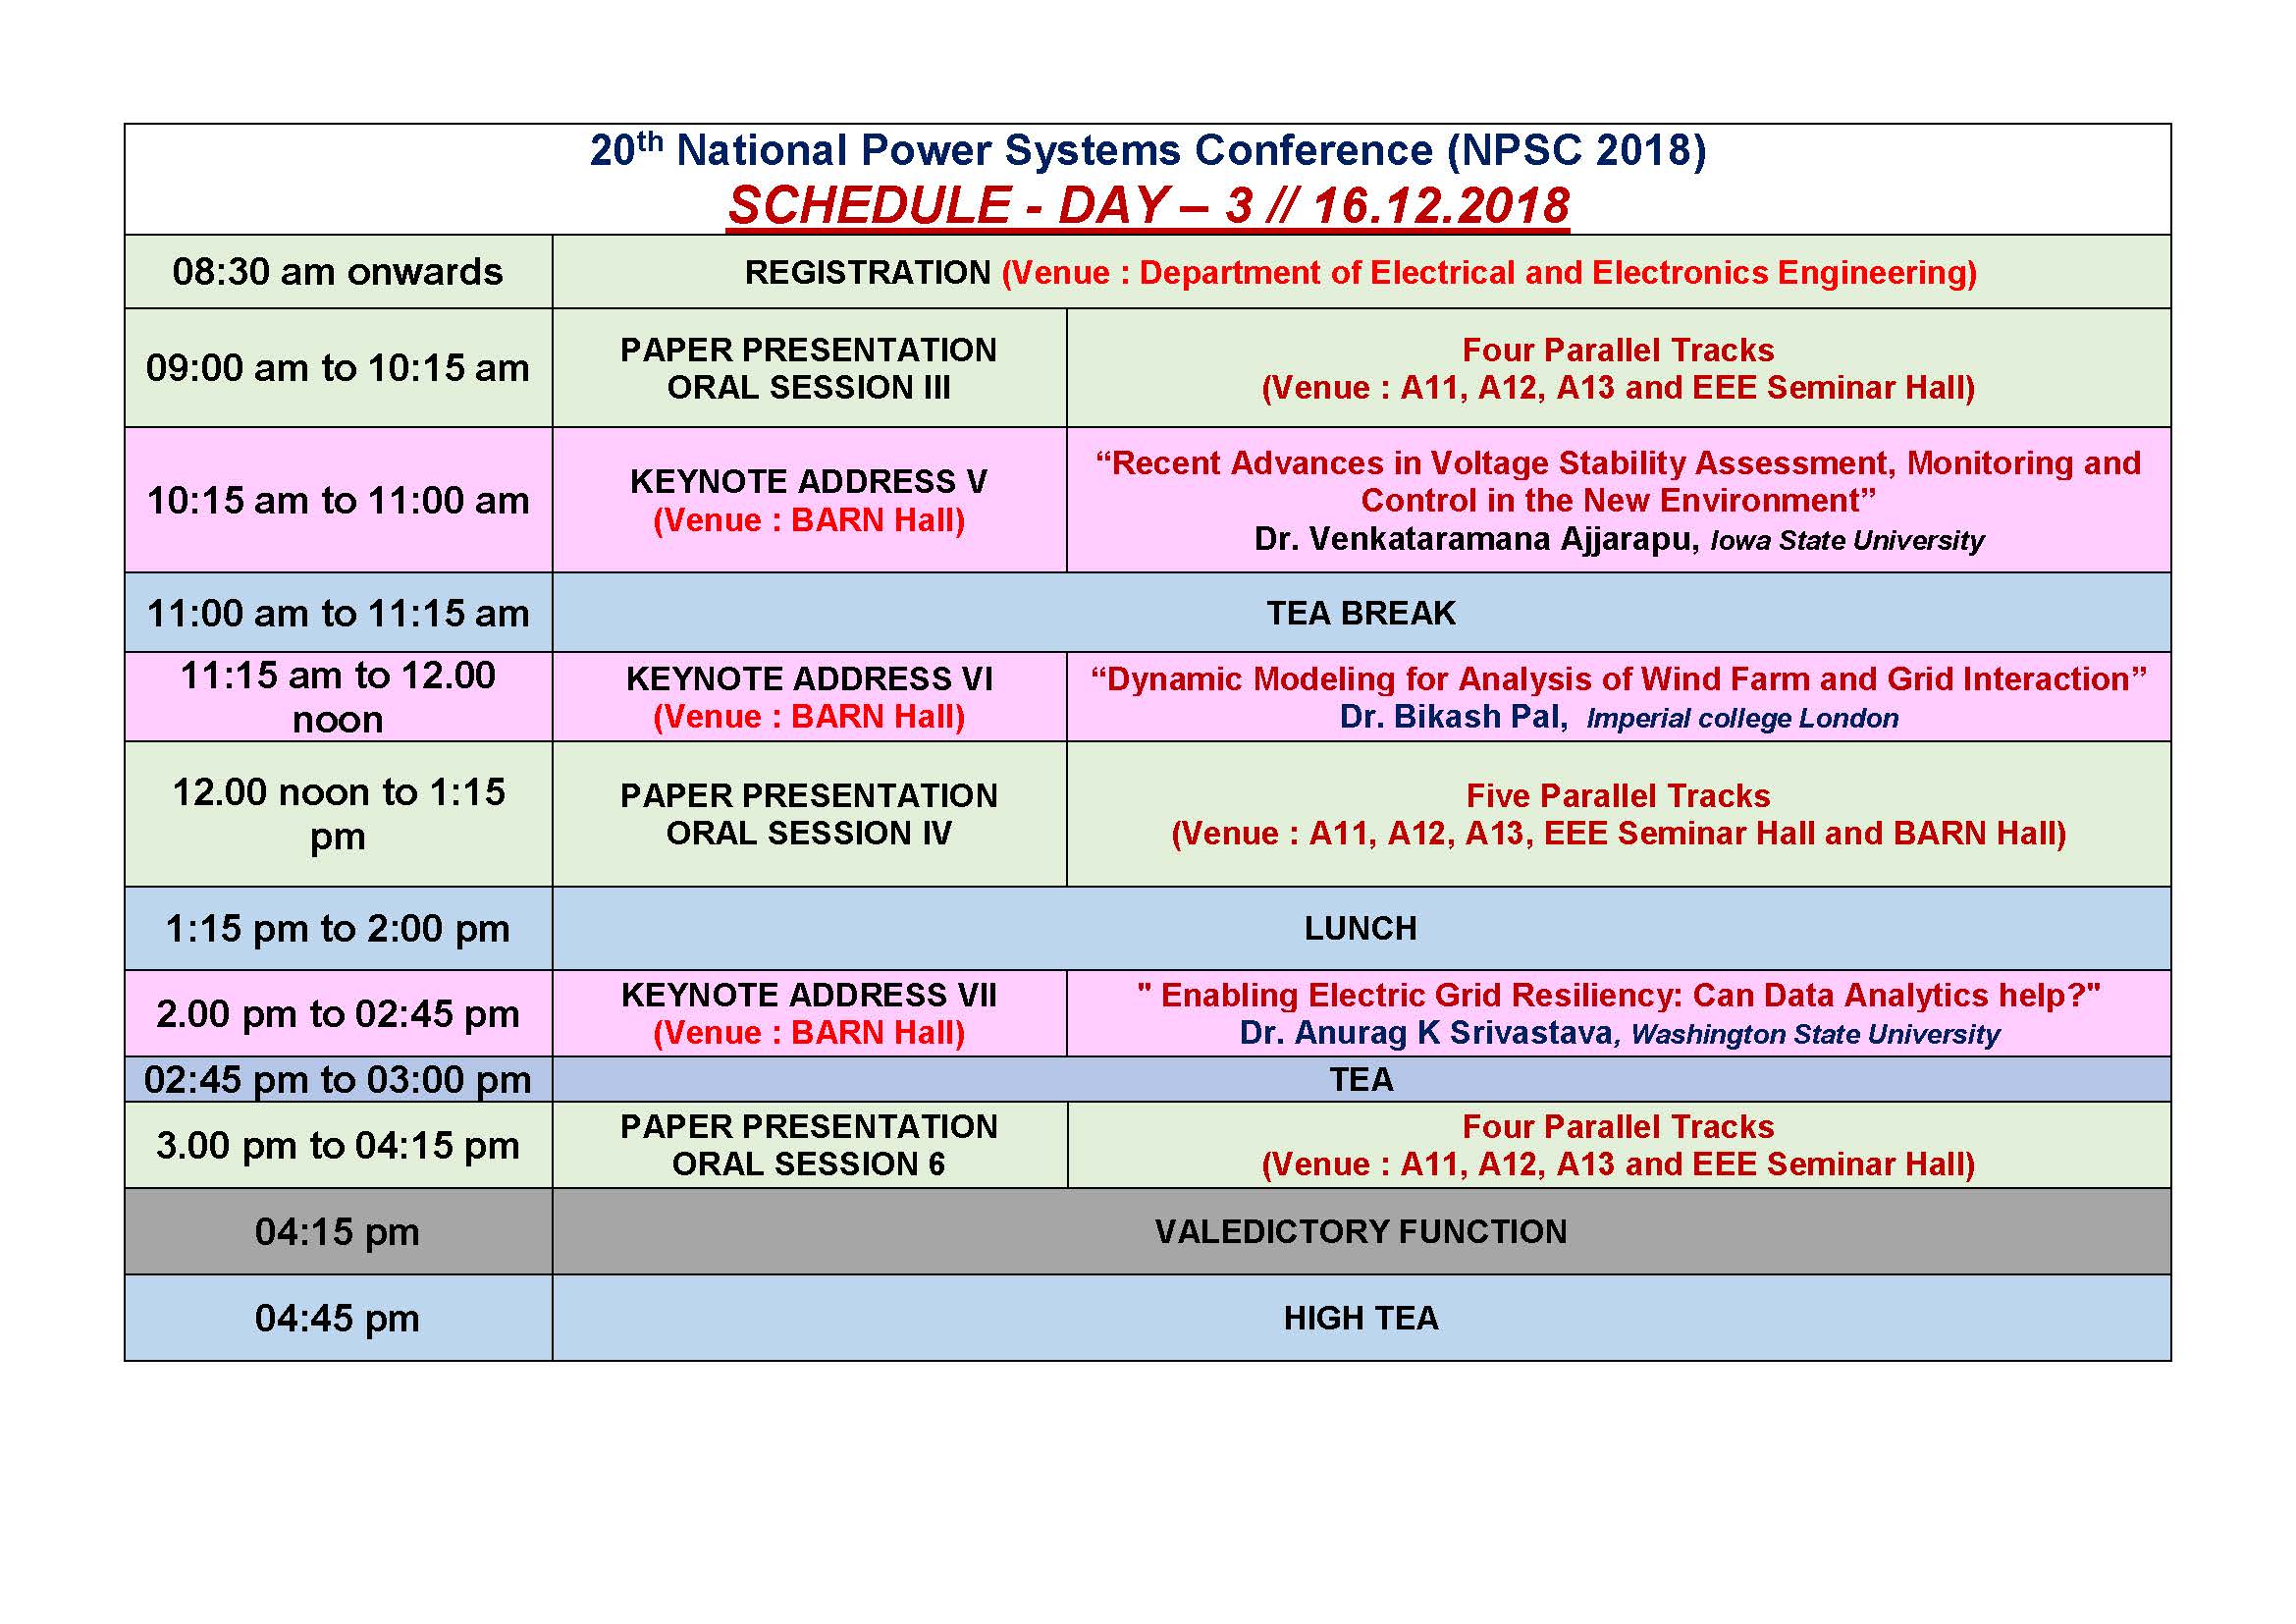 20th National Power Systems Conference (NPSC 2018)
SCHEDULE - DAY – 3 // 16.12.2018
08:30 am onwards
REGISTRATION (Venue : Department of Electrical and Electronics Engineering)
09:00 am to 10:15 am
PAPER PRESENTATION
ORAL SESSION III
Four Parallel Tracks
(Venue : A11, A12, A13 and EEE Seminar Hall)
10:15 am to 11:00 am
KEYNOTE ADDRESS V
(Venue : BARN Hall)
“Recent Advances in Voltage Stability Assessment, Monitoring and
Control in the New Environment”
Dr. Venkataramana Ajjarapu, Iowa State University
11:00 am to 11:15 am
TEA BREAK
11:15 am to 12.00
noon
KEYNOTE ADDRESS VI
(Venue : BARN Hall)
“Dynamic Modeling for Analysis of Wind Farm and Grid Interaction”
Dr. Bikash Pal, Imperial college London
12.00 noon to 1:15
pm
PAPER PRESENTATION
ORAL SESSION IV
Five Parallel Tracks
(Venue : A11, A12, A13, EEE Seminar Hall and BARN Hall)
1:15 pm to 2:00 pm
LUNCH
2.00 pm to 02:45 pm
KEYNOTE ADDRESS VII
(Venue : BARN Hall)
" Enabling Electric Grid Resiliency: Can Data Analytics help?"
Dr. Anurag K Srivastava, Washington State University
02:45 pm to 03:00 pm
TEA
3.00 pm to 04:15 pm
PAPER PRESENTATION
ORAL SESSION 6
Four Parallel Tracks
(Venue : A11, A12, A13 and EEE Seminar Hall)
04:15 pm
VALEDICTORY FUNCTION
04:45 pm
HIGH TEA